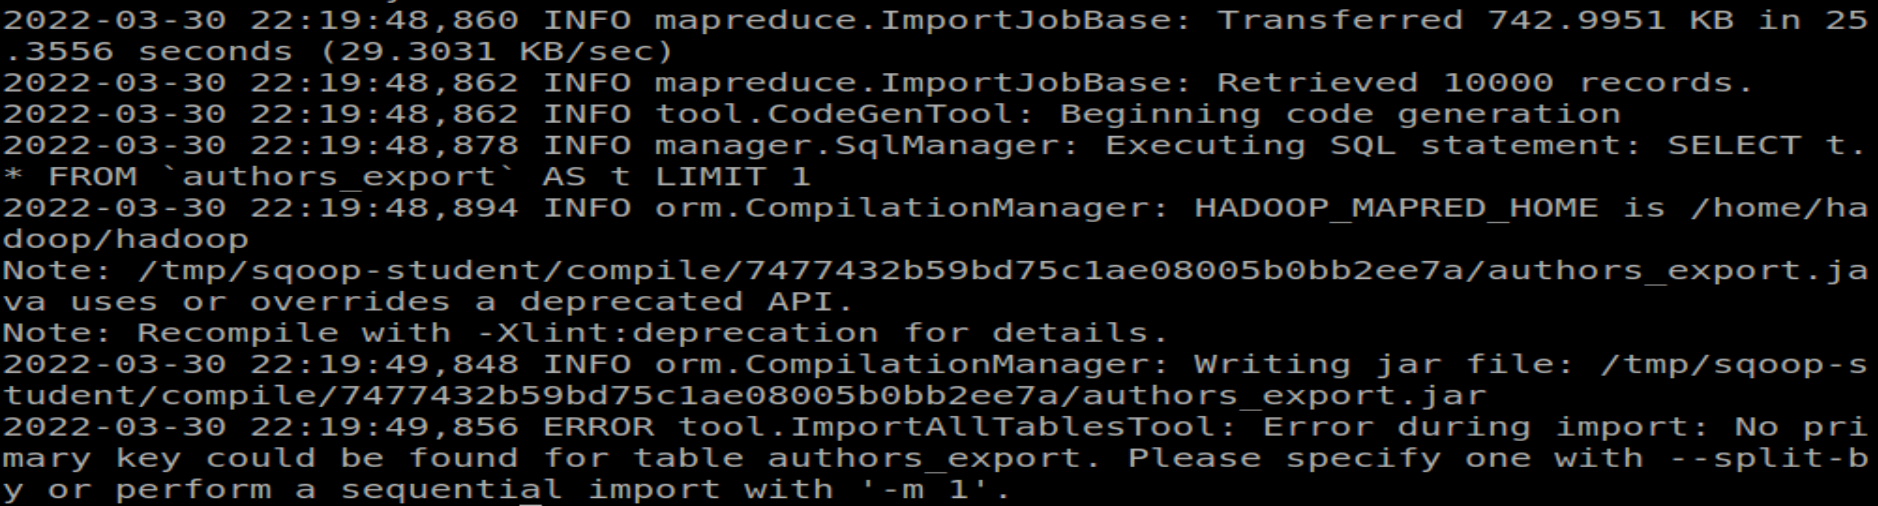 2022-03-30 22:19:48,860 INFO mapreduce.ImportJobBase: Transferred 742.9951 KB in 25
.3556 seconds (29.3031 KB/sec)
2022-03-30 22:19:48,862 INFO mapreduce.ImportJobBase: Retrieved 10000 records.
2022-03-30 22:19:48,862 INFO tool.CodeGenTool: Beginning code generation
2022-03-30 22:19:48,878 INFO manager.SqlManager: Executing SQL statement: SELECT t.
* FROM `authors_export` AS t LIMIT 1
2022-03-30 22:19:48,894 INFO orm.CompilationManager: HADOOP_MAPRED_HOME is /home/ha
doop/hadoop
Note: /tmp/sqoop-student/compile/7477432b59bd75c1ae08005b0bb2ee7a/authors_export.ja
va uses or overrides a deprecated API.
Note: Recompile with -Xlint:deprecation for details.
2022-03-30 22:19:49,848 INFO orm.CompilationManager: Writing jar file: /tmp/sqoop-s
tudent/compile/7477432b59bd75c1ae08005b0bb2ee7a/authors_export.jar
2022-03-30 22:19:49,856 ERROR tool.ImportAllTablesTool: Error during import: No pri
mary key could be found for table authors_export. Please specify one with --split-b
y or perform a sequential import with '-m 1'.